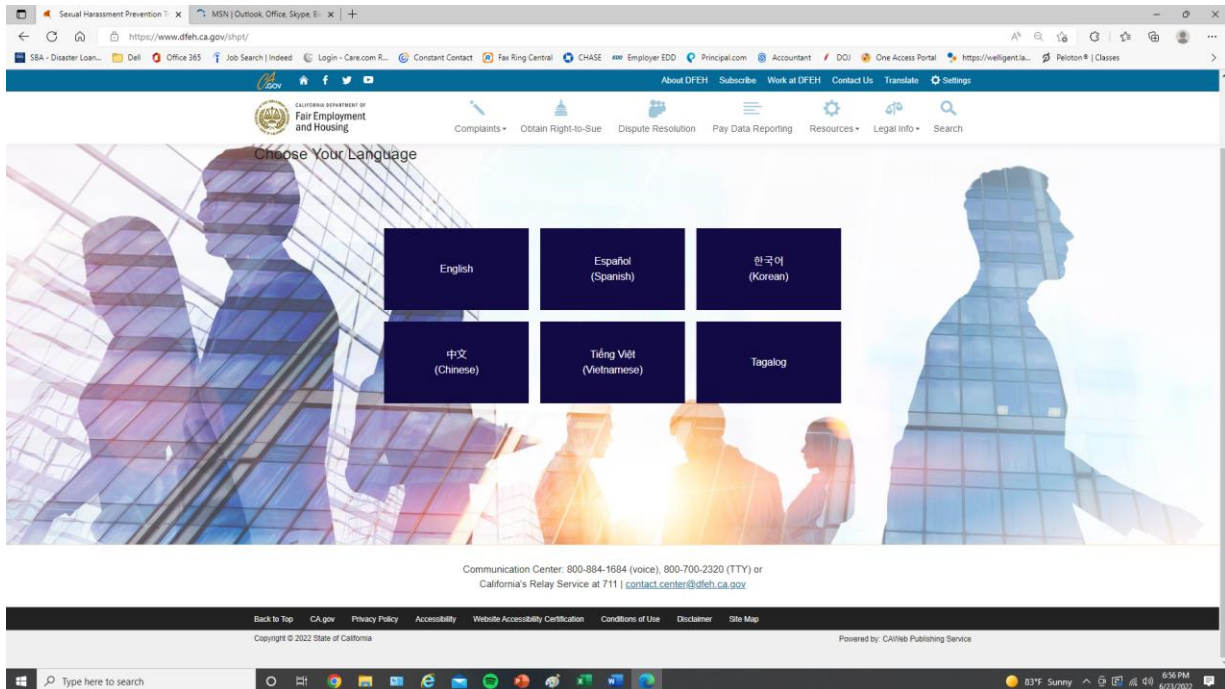 Sexual Harassment Prevention Tr
MSN | Outlook, Office, Skype, Bi
https://www.dfeh.ca.gov/shpt/
SBA - Disaster Loan...
Dell
Office 365
Job Search | Indeed
Login - Care.com R...
Constant Contact
Fax Ring Central
CHASE
Employer EDD
Principal.com
Accountant
DOJ
One Access Portal
https://welligent.la...
Peloton® | Classes
CA.gov
About DFEH Subscribe Work at DFEH Contact Us Translate Settings
CALIFORNIA DEPARTMENT OF
Fair Employment
and Housing
Complaints Obtain Right-to-Sue Dispute Resolution Pay Data Reporting Resources Legal Info Search
Choose Your Language
English
Español
(Spanish)
한국어
(Korean)
中文
(Chinese)
Tiếng Việt
(Vietnamese)
Tagalog
Communication Center: 800-884-1684 (voice), 800-700-2320 (TTY) or
California's Relay Service at 711 | contact.center@dfeh.ca.gov
Back to Top CA.gov Privacy Policy Accessibility Website Accessibility Certification Conditions of Use Disclaimer Site Map
Copyright © 2022 State of California
Powered by: CAWeb Publishing Service
Type here to search
83°F Sunny
6:56 PM
6/23/2022